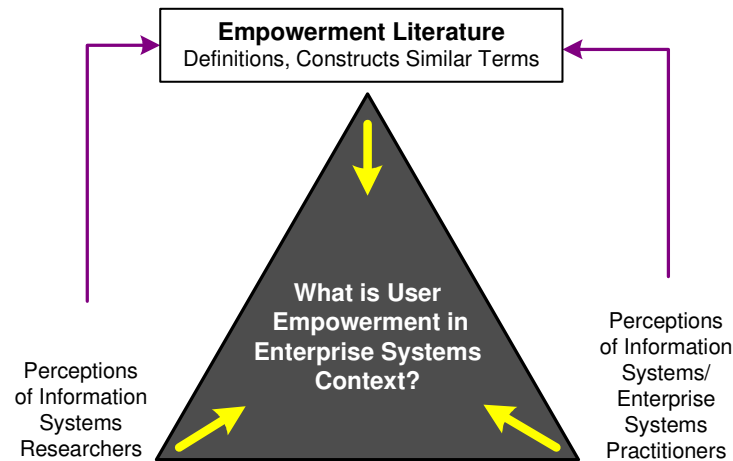 Empowerment Literature
Definitions, Constructs Similar Terms
What is User
Empowerment in
Enterprise Systems
Context?
Perceptions
of Information
Systems
Researchers
Perceptions
of Information
Systems/
Enterprise
Systems
Practitioners